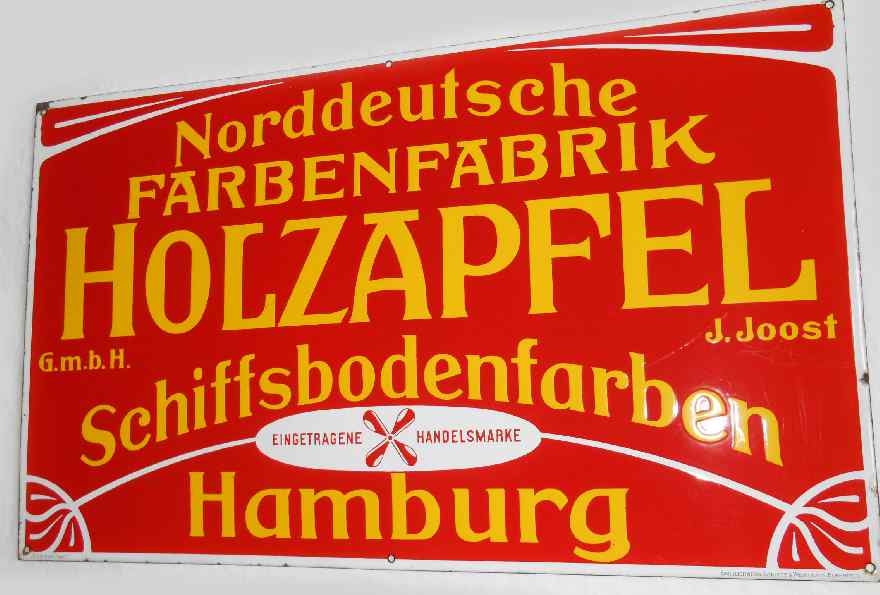 Norddeutsche
FARBENFABRIK
HOLZAPFEL
G.m.b.H.
J. Joost
Schiffsbodenfarben
EINGETRAGENE HANDELSMARKE
Hamburg